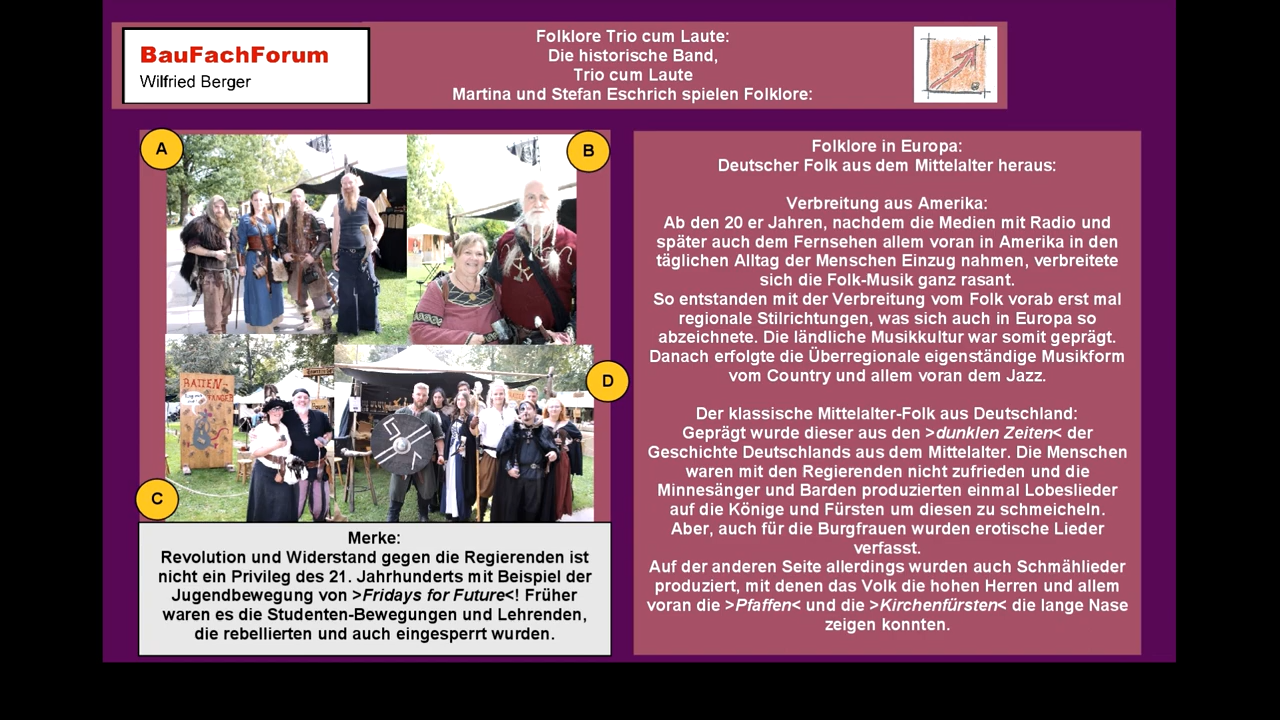 BauFachForum
Wilfried Berger
Folklore Trio cum Laute:
Die historische Band,
Trio cum Laute
Martina und Stefan Eschrich spielen Folklore:
A
B
C
D
RATTEN-
FÄNGER
Merke:
Revolution und Widerstand gegen die Regierenden ist
nicht ein Privileg des 21. Jahrhunderts mit Beispiel der
Jugendbewegung von >Fridays for Future<! Früher
waren es die Studenten-Bewegungen und Lehrenden,
die rebellierten und auch eingesperrt wurden.
Folklore in Europa:
Deutscher Folk aus dem Mittelalter heraus:
Verbreitung aus Amerika:
Ab den 20 er Jahren, nachdem die Medien mit Radio und
später auch dem Fernsehen allem voran in Amerika in den
täglichen Alltag der Menschen Einzug nahmen, verbreitete
sich die Folk-Musik ganz rasant.
So entstanden mit der Verbreitung vom Folk vorab erst mal
regionale Stilrichtungen, was sich auch in Europa so
abzeichnete. Die ländliche Musikkultur war somit geprägt.
Danach erfolgte die Überregionale eigenständige Musikform
vom Country und allem voran dem Jazz.
Der klassische Mittelalter-Folk aus Deutschland:
Geprägt wurde dieser aus den >dunklen Zeiten< der
Geschichte Deutschlands aus dem Mittelalter. Die Menschen
waren mit den Regierenden nicht zufrieden und die
Minnesänger und Barden produzierten einmal Lobeslieder
auf die Könige und Fürsten um diesen zu schmeicheln.
Aber, auch für die Burgfrauen wurden erotische Lieder
verfasst.
Auf der anderen Seite allerdings wurden auch Schmählieder
produziert, mit denen das Volk die hohen Herren und allem
voran die >Pfaffen< und die >Kirchenfürsten< die lange Nase
zeigen konnten.